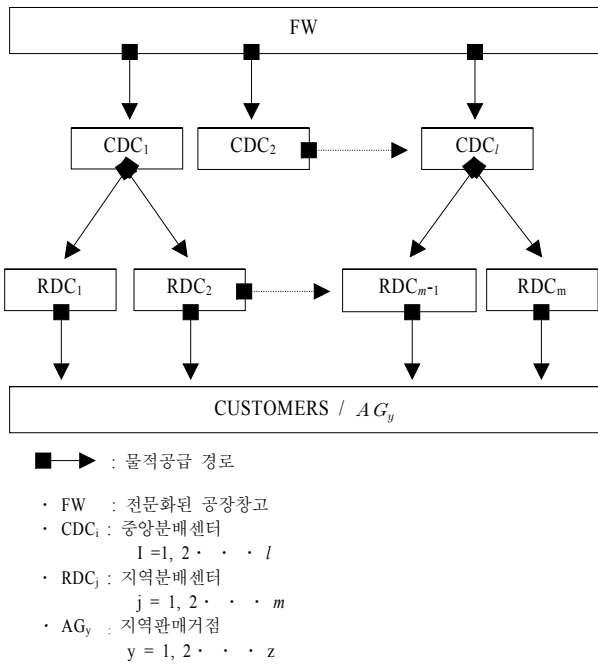 FW
CDC1 CDC2 CDCl
RDC1 RDC2 RDCm-1 RDCm
CUSTOMERS / AGy
: 물적공급 경로
· FW : 전문화된 공장창고
· CDCi : 중앙분배센터
I =1, 2· · · l
· RDCj : 지역분배센터
j = 1, 2· · · m
· AGy : 지역판매거점
y = 1, 2· · · z